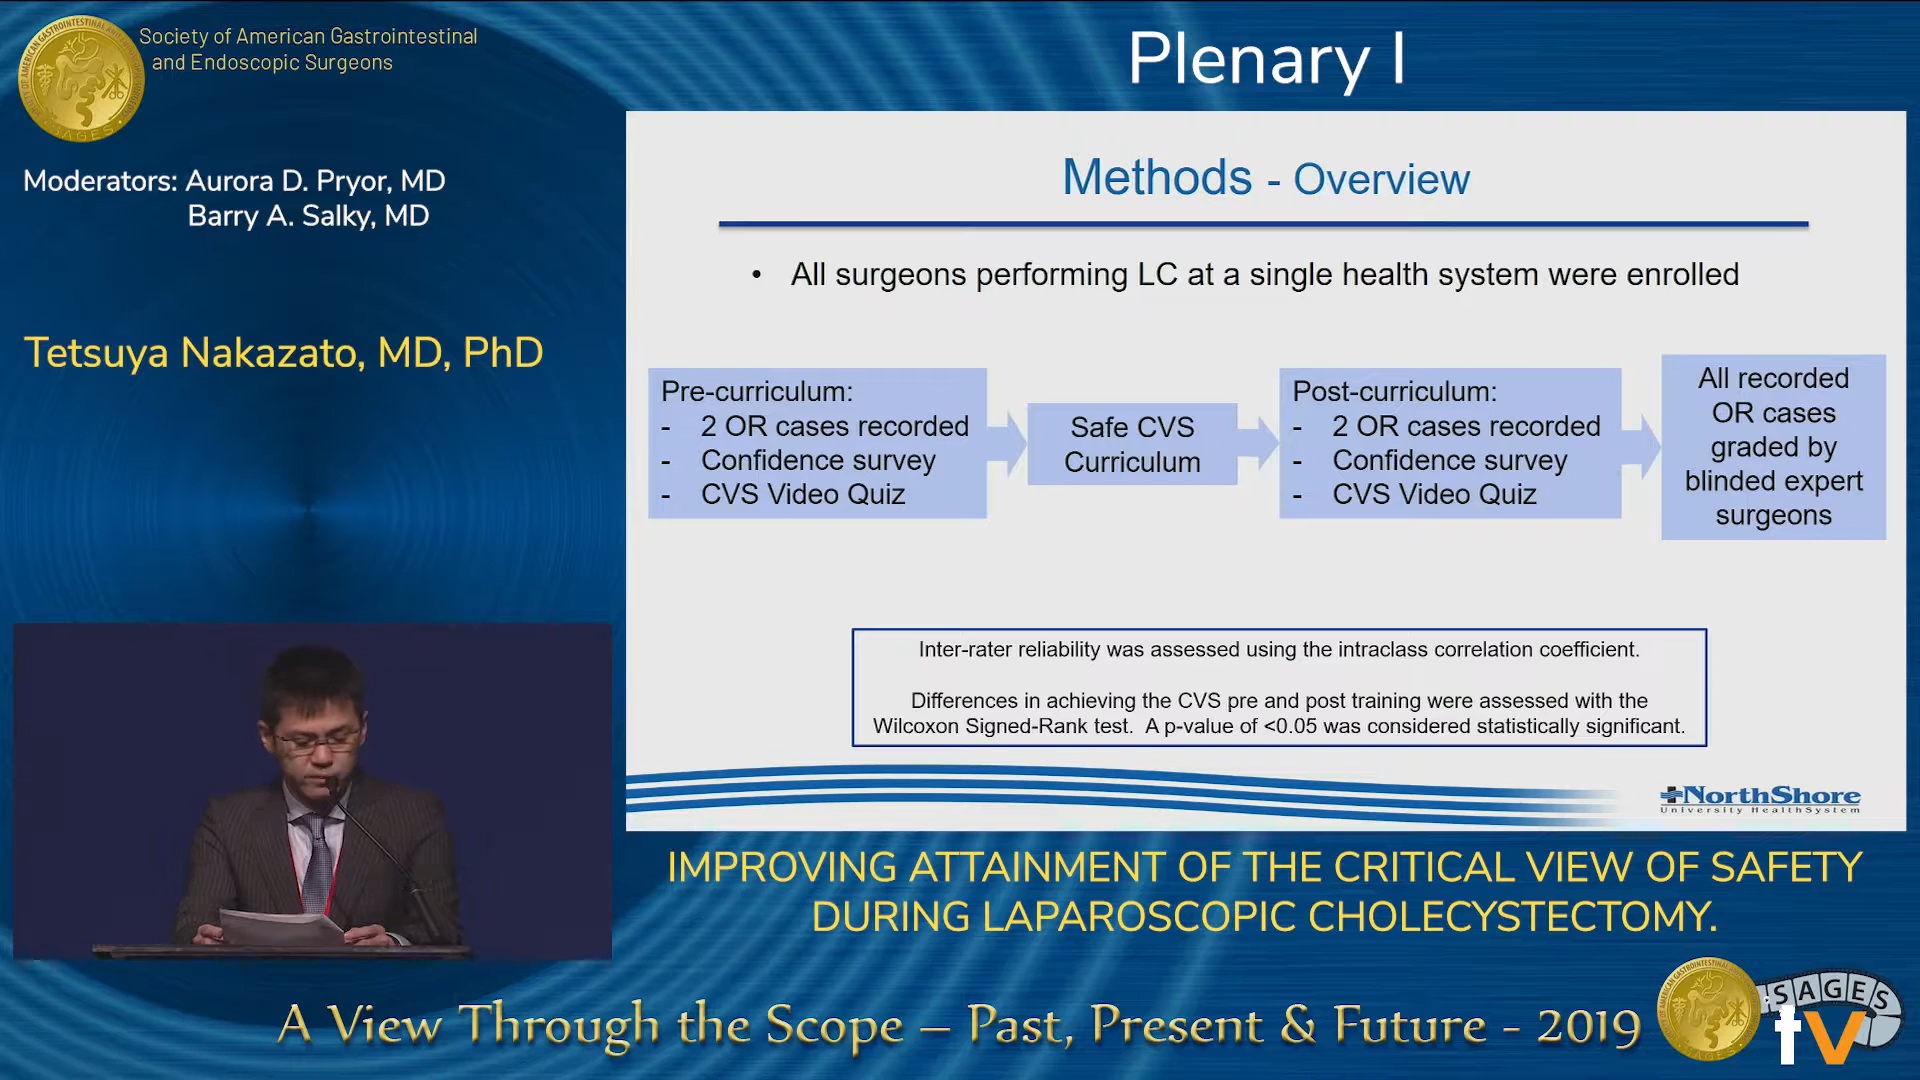 Society of American Gastrointestinal
and Endoscopic Surgeons
Plenary I
Moderators: Aurora D. Pryor, MD
Barry A. Salky, MD
Tetsuya Nakazato, MD, PhD
Methods - Overview
• All surgeons performing LC at a single health system were enrolled
Pre-curriculum:
- 2 OR cases recorded
- Confidence survey
- CVS Video Quiz
Safe CVS
Curriculum
Post-curriculum:
- 2 OR cases recorded
- Confidence survey
- CVS Video Quiz
All recorded
OR cases
graded by
blinded expert
surgeons
Inter-rater reliability was assessed using the intraclass correlation coefficient.
Differences in achieving the CVS pre and post training were assessed with the
Wilcoxon Signed-Rank test. A p-value of <0.05 was considered statistically significant.
NorthShore
University HealthSystem
IMPROVING ATTAINMENT OF THE CRITICAL VIEW OF SAFETY
DURING LAPAROSCOPIC CHOLECYSTECTOMY.
A View Through the Scope – Past, Present & Future - 2019
SAGES
tv